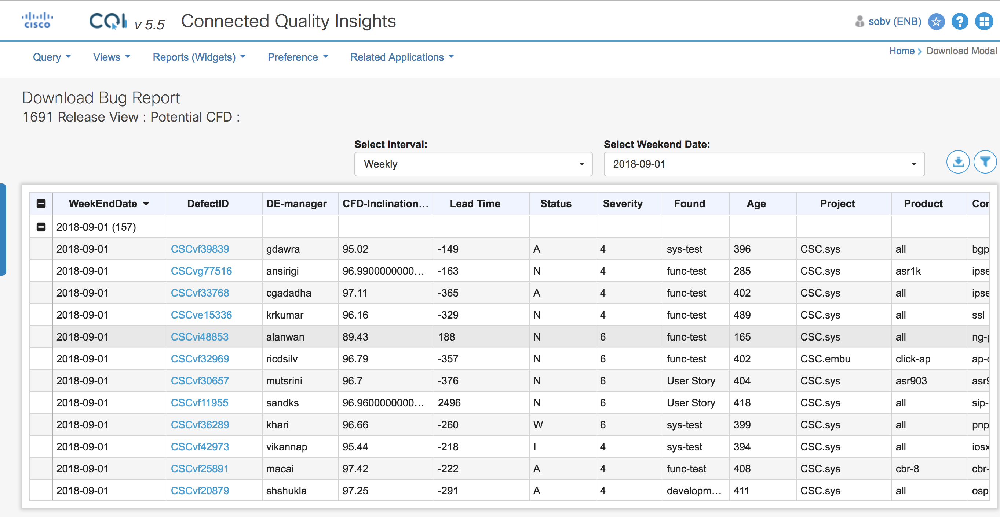 cisco CQI v 5.5 Connected Quality Insights sobv (ENB)
Query Views Reports (Widgets) Preference Related Applications Home Download Modal
Download Bug Report
1691 Release View : Potential CFD :
Select Interval: Select Weekend Date:
Weekly 2018-09-01
WeekEndDate DefectID DE-manager CFD-Inclination... Lead Time Status Severity Found Age Project Product Cor
2018-09-01 (157)
2018-09-01 CSCvf39839 gdawra 95.02 -149 A 4 sys-test 396 CSC.sys all bgp
2018-09-01 CSCvg77516 ansirigi 96.9900000000... -163 N 4 func-test 285 CSC.sys asr1k ipse
2018-09-01 CSCvf33768 cgadadha 97.11 -365 A 4 func-test 402 CSC.sys all ipse
2018-09-01 CSCve15336 krkumar 96.16 -329 N 4 func-test 489 CSC.sys all ssl
2018-09-01 CSCvi48853 alanwan 89.43 188 N 6 func-test 165 CSC.sys all ng-p
2018-09-01 CSCvf32969 ricdsilv 96.79 -357 N 6 func-test 402 CSC.embu click-ap ap-c
2018-09-01 CSCvf30657 mutsrini 96.7 -376 N 6 User Story 404 CSC.sys asr903 asr9
2018-09-01 CSCvf11955 sandks 96.9600000000... 2496 N 6 User Story 418 CSC.sys all sip-
2018-09-01 CSCvf36289 khari 96.66 -260 W 6 sys-test 399 CSC.sys all pnp
2018-09-01 CSCvf42973 vikannap 95.44 -218 I 4 sys-test 394 CSC.sys all iosx
2018-09-01 CSCvf25891 macai 97.42 -222 A 4 func-test 408 CSC.sys cbr-8 cbr-
2018-09-01 CSCvf20879 shshukla 97.25 -291 A 4 developm... 411 CSC.sys all osp